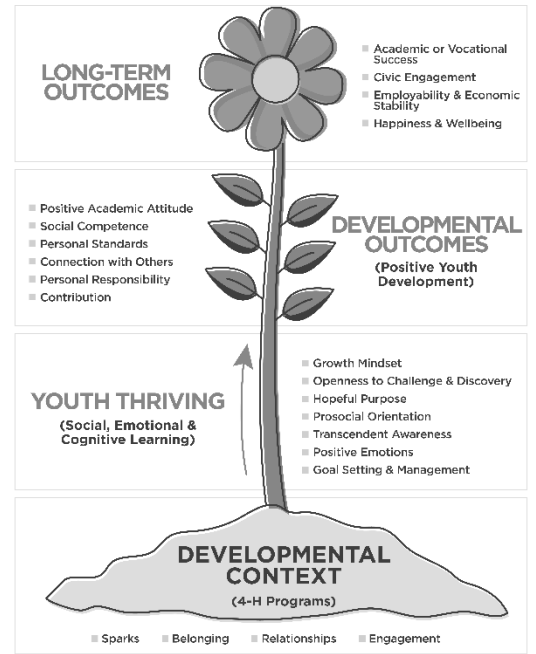 LONG-TERM
OUTCOMES
Academic or Vocational
Success
Civic Engagement
Employability & Economic
Stability
Happiness & Wellbeing
Positive Academic Attitude
Social Competence
Personal Standards
Connection with Others
Personal Responsibility
Contribution
DEVELOPMENTAL
OUTCOMES
(Positive Youth
Development)
YOUTH THRIVING
(Social, Emotional &
Cognitive Learning)
Growth Mindset
Openness to Challenge & Discovery
Hopeful Purpose
Prosocial Orientation
Transcendent Awareness
Positive Emotions
Goal Setting & Management
DEVELOPMENTAL
CONTEXT
(4-H Programs)
Sparks Belonging Relationships Engagement